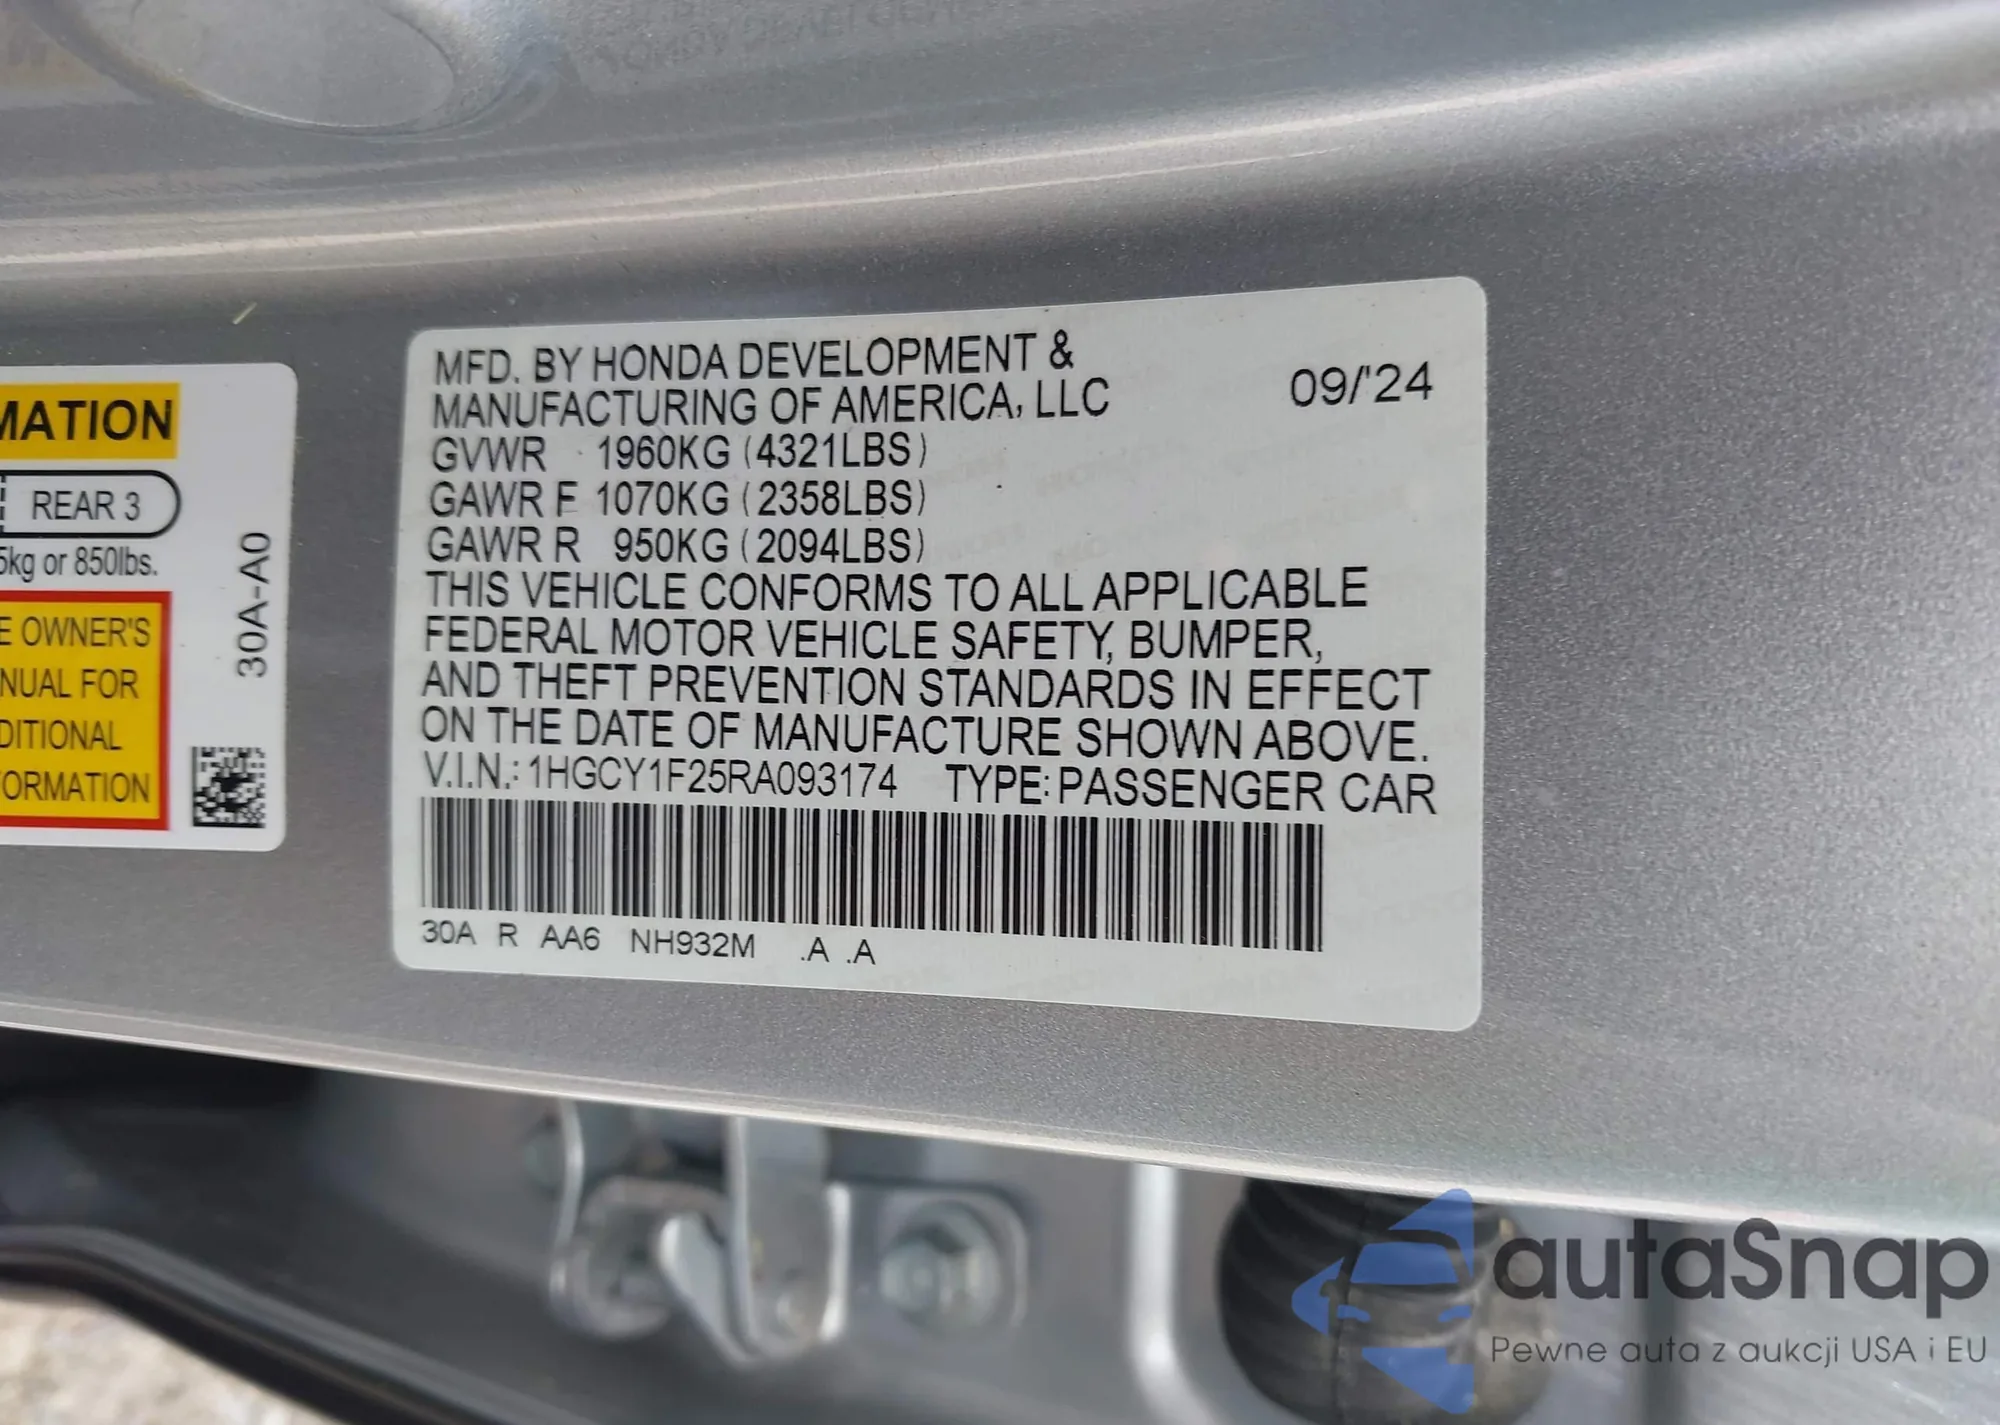 MATION
REAR 3
5kg or 850lbs.
E OWNER'S
NUAL FOR
DITIONAL
ORMATION
30A-A0
MFD. BY HONDA DEVELOPMENT &
MANUFACTURING OF AMERICA, LLC
09/'24
GVWR 1960KG (4321LBS)
GAWR F 1070KG (2358LBS)
GAWR R 950KG (2094LBS)
THIS VEHICLE CONFORMS TO ALL APPLICABLE
FEDERAL MOTOR VEHICLE SAFETY, BUMPER,
AND THEFT PREVENTION STANDARDS IN EFFECT
ON THE DATE OF MANUFACTURE SHOWN ABOVE.
V.I.N.: 1HGCY1F25RA093174 TYPE: PASSENGER CAR
30A R AA6 NH932M .A .A
autaSnap
Pewne auta z aukcji USA i EU